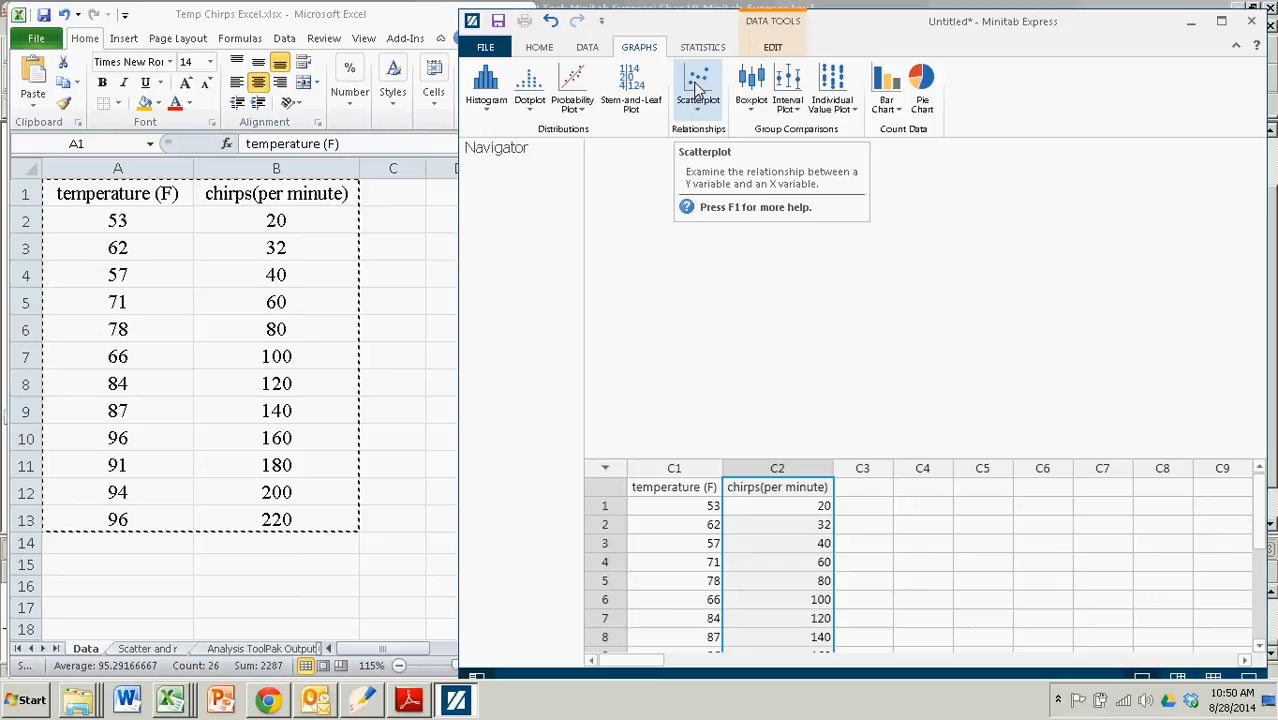 Temp Chirps Exercise - Microsoft Excel
File Home Insert Page Layout Formulas Data Review View Add-Ins
Times New Roi 14
Paste
B I U
A
Number
Styles
Cells
Clipboard Font Alignment
A1 fx temperature (F)
A B C
1 temperature (F) chirps(per minute)
2 53 20
3 62 32
4 57 40
5 71 60
6 78 80
7 66 100
8 84 120
9 87 140
10 96 160
11 91 180
12 94 200
13 96 220
14
15
16
17
18
Data scatter and r Analysis ToolPak Output
Count: 26 Sum: 2287 115%
Untitled* - Minitab Express
DATA TOOLS
FILE HOME DATA GRAPHS STATISTICS EDIT
Histogram Dotplot Probability Plot Stem-and-Leaf Plot Scatterplot Boxplot Interval Plot Individual Value Plot Bar Chart Pie Chart
Distributions Relationships Group Comparisons Count Data
Navigator
Scatterplot
Examine the relationship between a
Y variable and an X variable.
Press F1 for more help.
C1 C2 C3 C4 C5 C6 C7 C8 C9
temperature (F) chirps(per minute)
1 53 20
2 62 32
3 57 40
4 71 60
5 78 80
6 66 100
7 84 120
8 87 140
Start
10:50 AM
8/28/2014